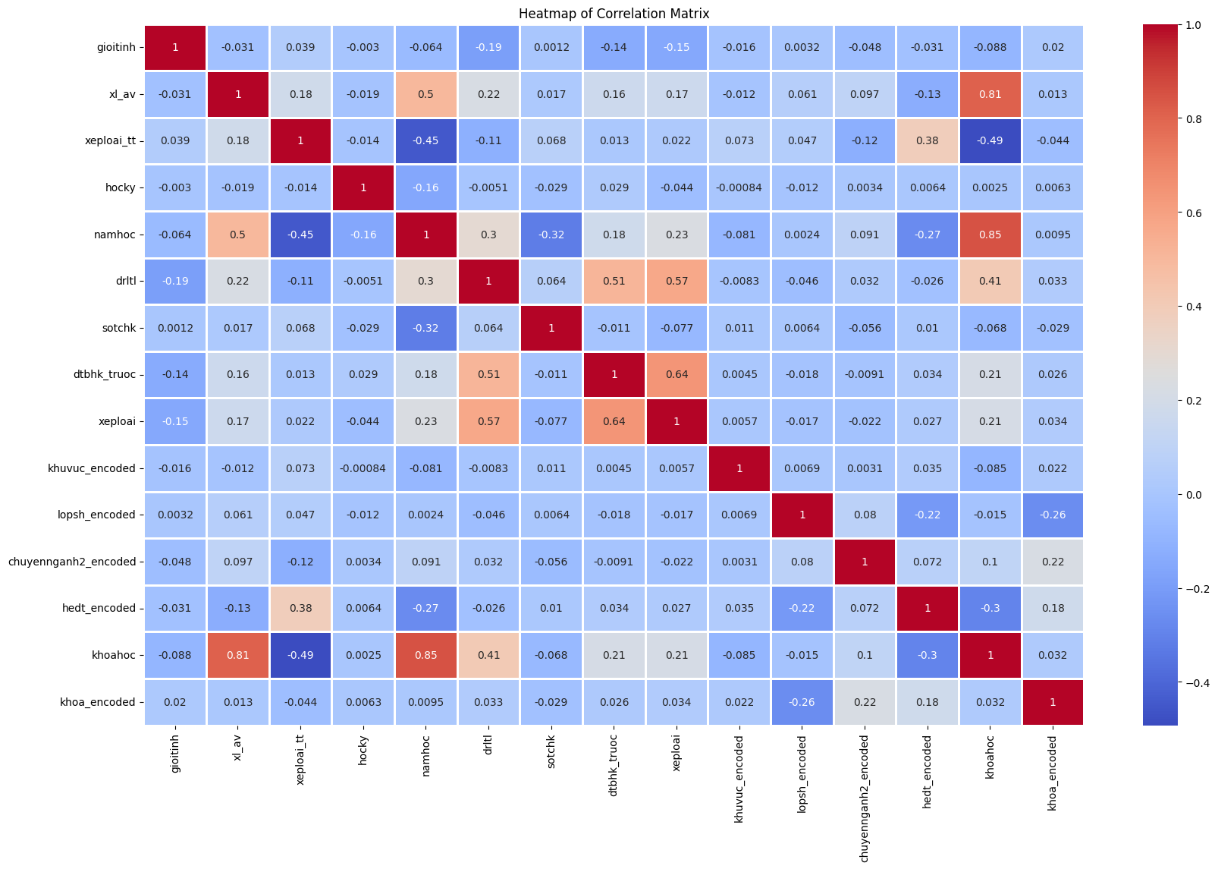 Heatmap of Correlation Matrix
gioitinh 1 -0.031 0.039 -0.003 -0.064 -0.19 0.0012 -0.14 -0.15 -0.016 0.0032 -0.048 -0.031 -0.088 0.02
xl_av -0.031 1 0.18 -0.019 0.5 0.22 0.017 0.16 0.17 -0.012 0.061 0.097 -0.13 0.81 0.013
xeploai_tt 0.039 0.18 1 -0.014 -0.45 -0.11 0.068 0.013 0.022 0.073 0.047 -0.12 0.38 -0.49 -0.044
hocky -0.003 -0.019 -0.014 1 -0.16 -0.0051 -0.029 0.029 -0.044 -0.00084 -0.012 0.0034 0.0064 0.0025 0.0063
namhoc -0.064 0.5 -0.45 -0.16 1 0.3 -0.32 0.18 0.23 -0.081 0.0024 0.091 -0.27 0.85 0.0095
drltl -0.19 0.22 -0.11 -0.0051 0.3 1 0.064 0.51 0.57 -0.0083 -0.046 0.032 -0.026 0.41 0.033
sotchk 0.0012 0.017 0.068 -0.029 -0.32 0.064 1 -0.011 -0.077 0.011 0.0064 -0.056 0.01 -0.068 -0.029
dtbhk_truoc -0.14 0.16 0.013 0.029 0.18 0.51 -0.011 1 0.64 0.0045 -0.018 -0.0091 0.034 0.21 0.026
xeploai -0.15 0.17 0.022 -0.044 0.23 0.57 -0.077 0.64 1 0.0057 -0.017 -0.022 0.027 0.21 0.034
khuvuc_encoded -0.016 -0.012 0.073 -0.00084 -0.081 -0.0083 0.011 0.0045 0.0057 1 0.0069 0.0031 0.035 -0.085 0.022
lopsh_encoded 0.0032 0.061 0.047 -0.012 0.0024 -0.046 0.0064 -0.018 -0.017 0.0069 1 0.08 -0.22 -0.015 -0.26
chuyennganh2_encoded -0.048 0.097 -0.12 0.0034 0.091 0.032 -0.056 -0.0091 -0.022 0.0031 0.08 1 0.072 0.1 0.22
hedt_encoded -0.031 -0.13 0.38 0.0064 -0.27 -0.026 0.01 0.034 0.027 0.035 -0.22 0.072 1 -0.3 0.18
khoahoc -0.088 0.81 -0.49 0.0025 0.85 0.41 -0.068 0.21 0.21 -0.085 -0.015 0.1 -0.3 1 0.032
khoa_encoded 0.02 0.013 -0.044 0.0063 0.0095 0.033 -0.029 0.026 0.034 0.022 -0.26 0.22 0.18 0.032 1
gioitinh
xl_av
xeploai_tt
hocky
namhoc
drltl
sotchk
dtbhk_truoc
xeploai
khuvuc_encoded
lopsh_encoded
chuyennganh2_encoded
hedt_encoded
khoahoc
khoa_encoded
1.0
0.8
0.6
0.4
0.2
0.0
−0.2
−0.4